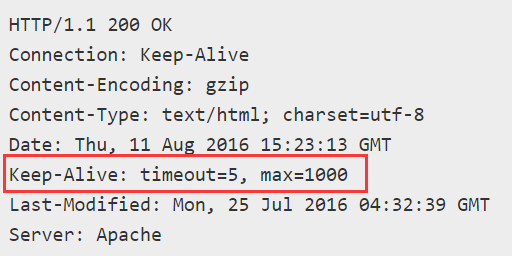 HTTP/1.1 200 OK
Connection: Keep-Alive
Content-Encoding: gzip
Content-Type: text/html; charset=utf-8
Date: Thu, 11 Aug 2016 15:23:13 GMT
Keep-Alive: timeout=5, max=1000
Last-Modified: Mon, 25 Jul 2016 04:32:39 GMT
Server: Apache